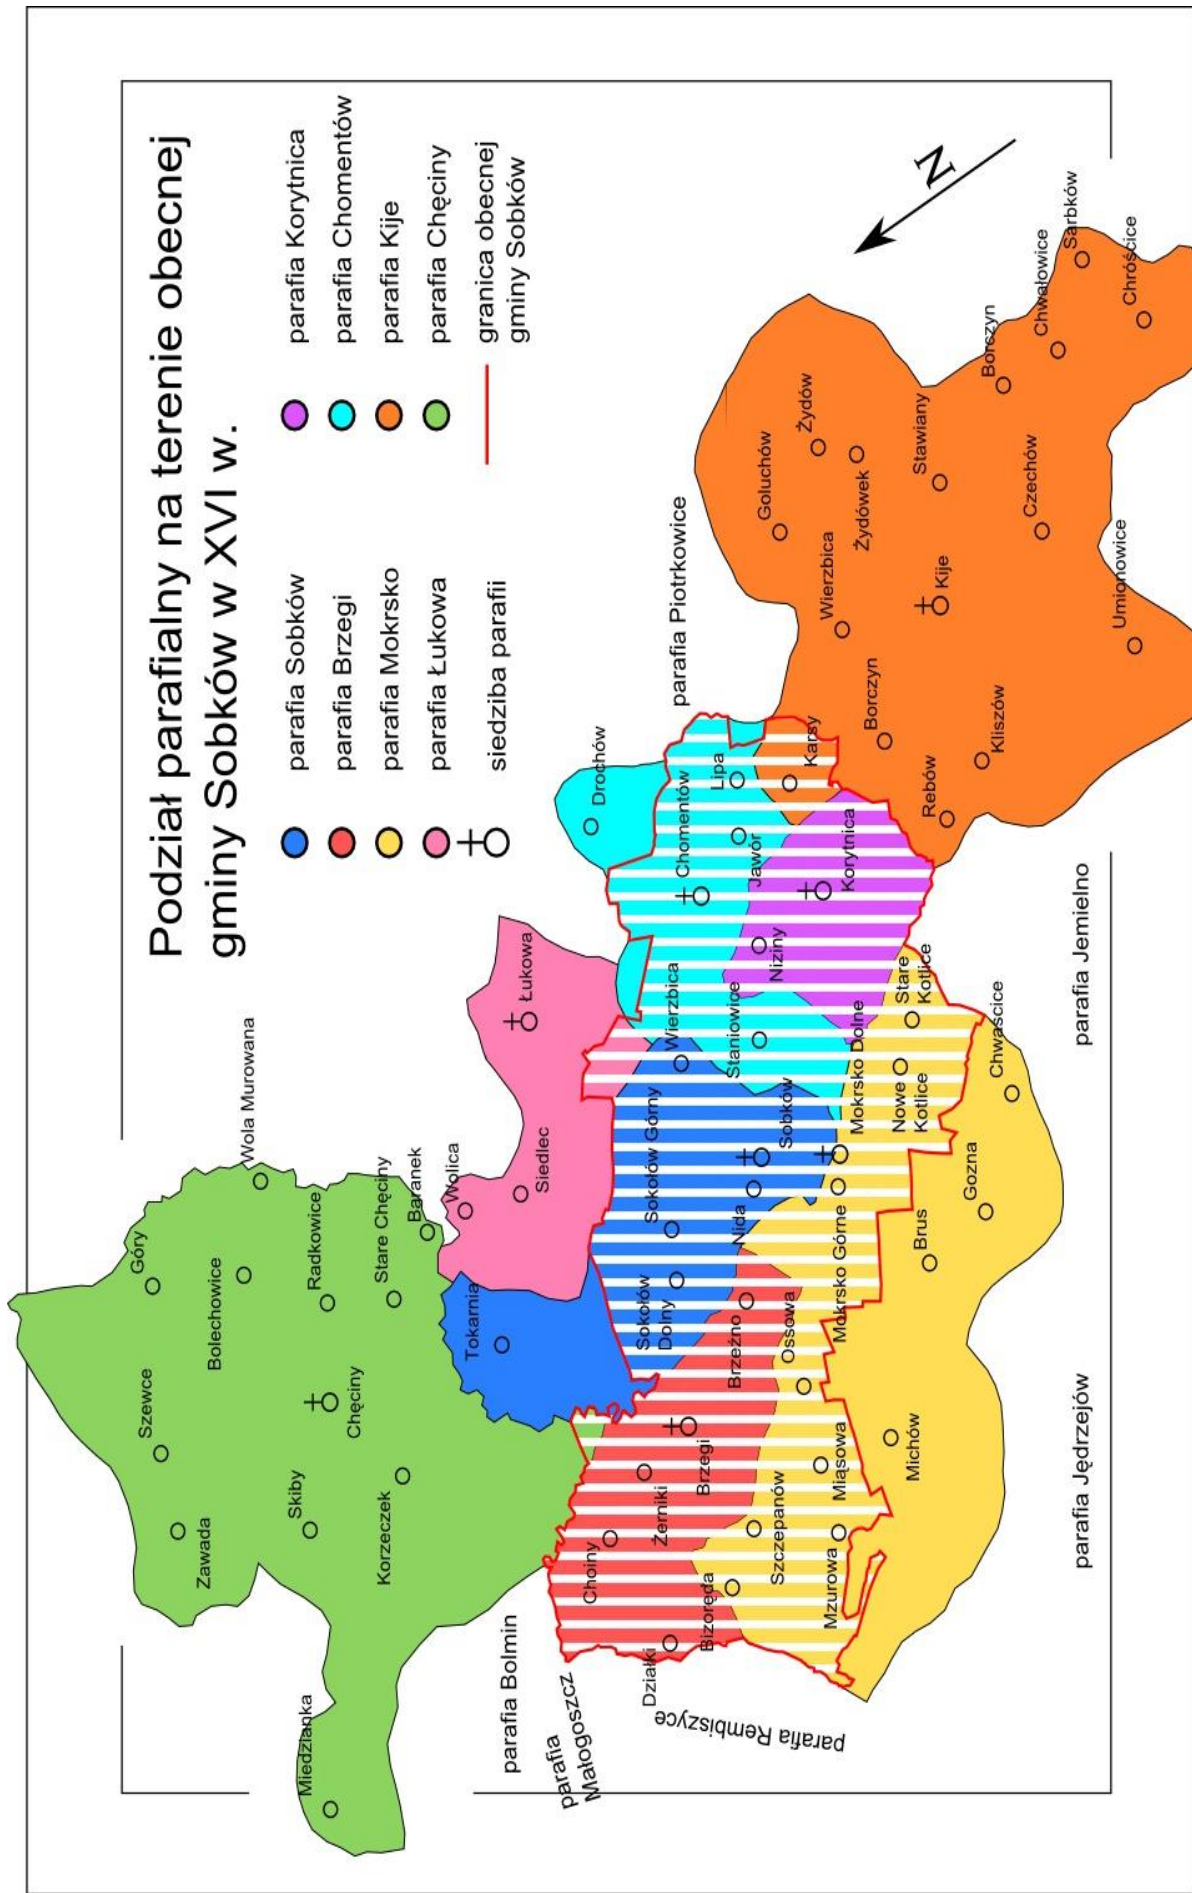 Podział parafialny na terenie obecnej
gminy Sobków w XVI w.
parafia Sobków
parafia Brzegi
parafia Mokrsko
parafia Łukowa
siedziba parafii
parafia Korytnica
parafia Chomentów
parafia Kije
parafia Chęciny
granica obecnej
gminy Sobków
N
Miedzianka
Zawada
Szewce
Góry
Bolechowice
Wola Murowana
Skiby
Radkowice
Chęciny
Korzeczek
Stare Chęciny
Baranek
Wolica
Tokarnia
Siedlec
Łukowa
Drochów
parafia Bolmin
parafia
Małogoszcz
parafia Rembiszyce
parafia Piotrkowice
Choiny
Żerniki
Działki
Brzegi
Bizoręda
Szczepanów
Mzurowa
Miąsowa
Brzeźno
Ossowa
Sokołów
Dolny
Sokołów Górny
Nida
Sobków
Wierzbica
Staniowice
Mokrsko Górne
Mokrsko Dolne
Nowe
Kotlice
Stare
Kotlice
Niziny
Chomentów
Jawór
Lipa
Karsy
Korytnica
Michów
Brus
Gozna
Chwaścice
Goluchów
Żydów
Żydówek
Wierzbica
Stawiany
Kije
Borczyn
Rebów
Kliszów
Czechów
Umionowice
Borczyn
Chwałowice
Sarbków
Chróścice
parafia Jędrzejów
parafia Jemielno